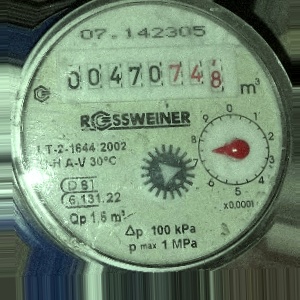 07.142305
00470748 m³
ROSSWEINER
LT-2-1644 2002
-H A-V 30°C
6.131.22
Qp 1,6 m³
Δp 100 kPa
p max 1 MPa
9 0 1 2 3 4 5 6 7 8
x0,0001